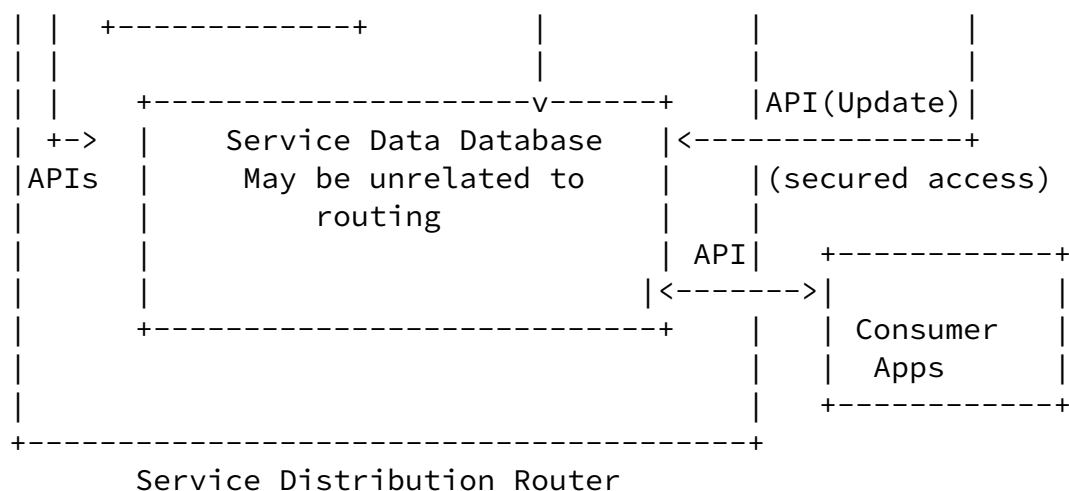 API(Update)
Service Data Database
APIs May be unrelated to (secured access)
routing
API
Consumer
Apps
Service Distribution Router